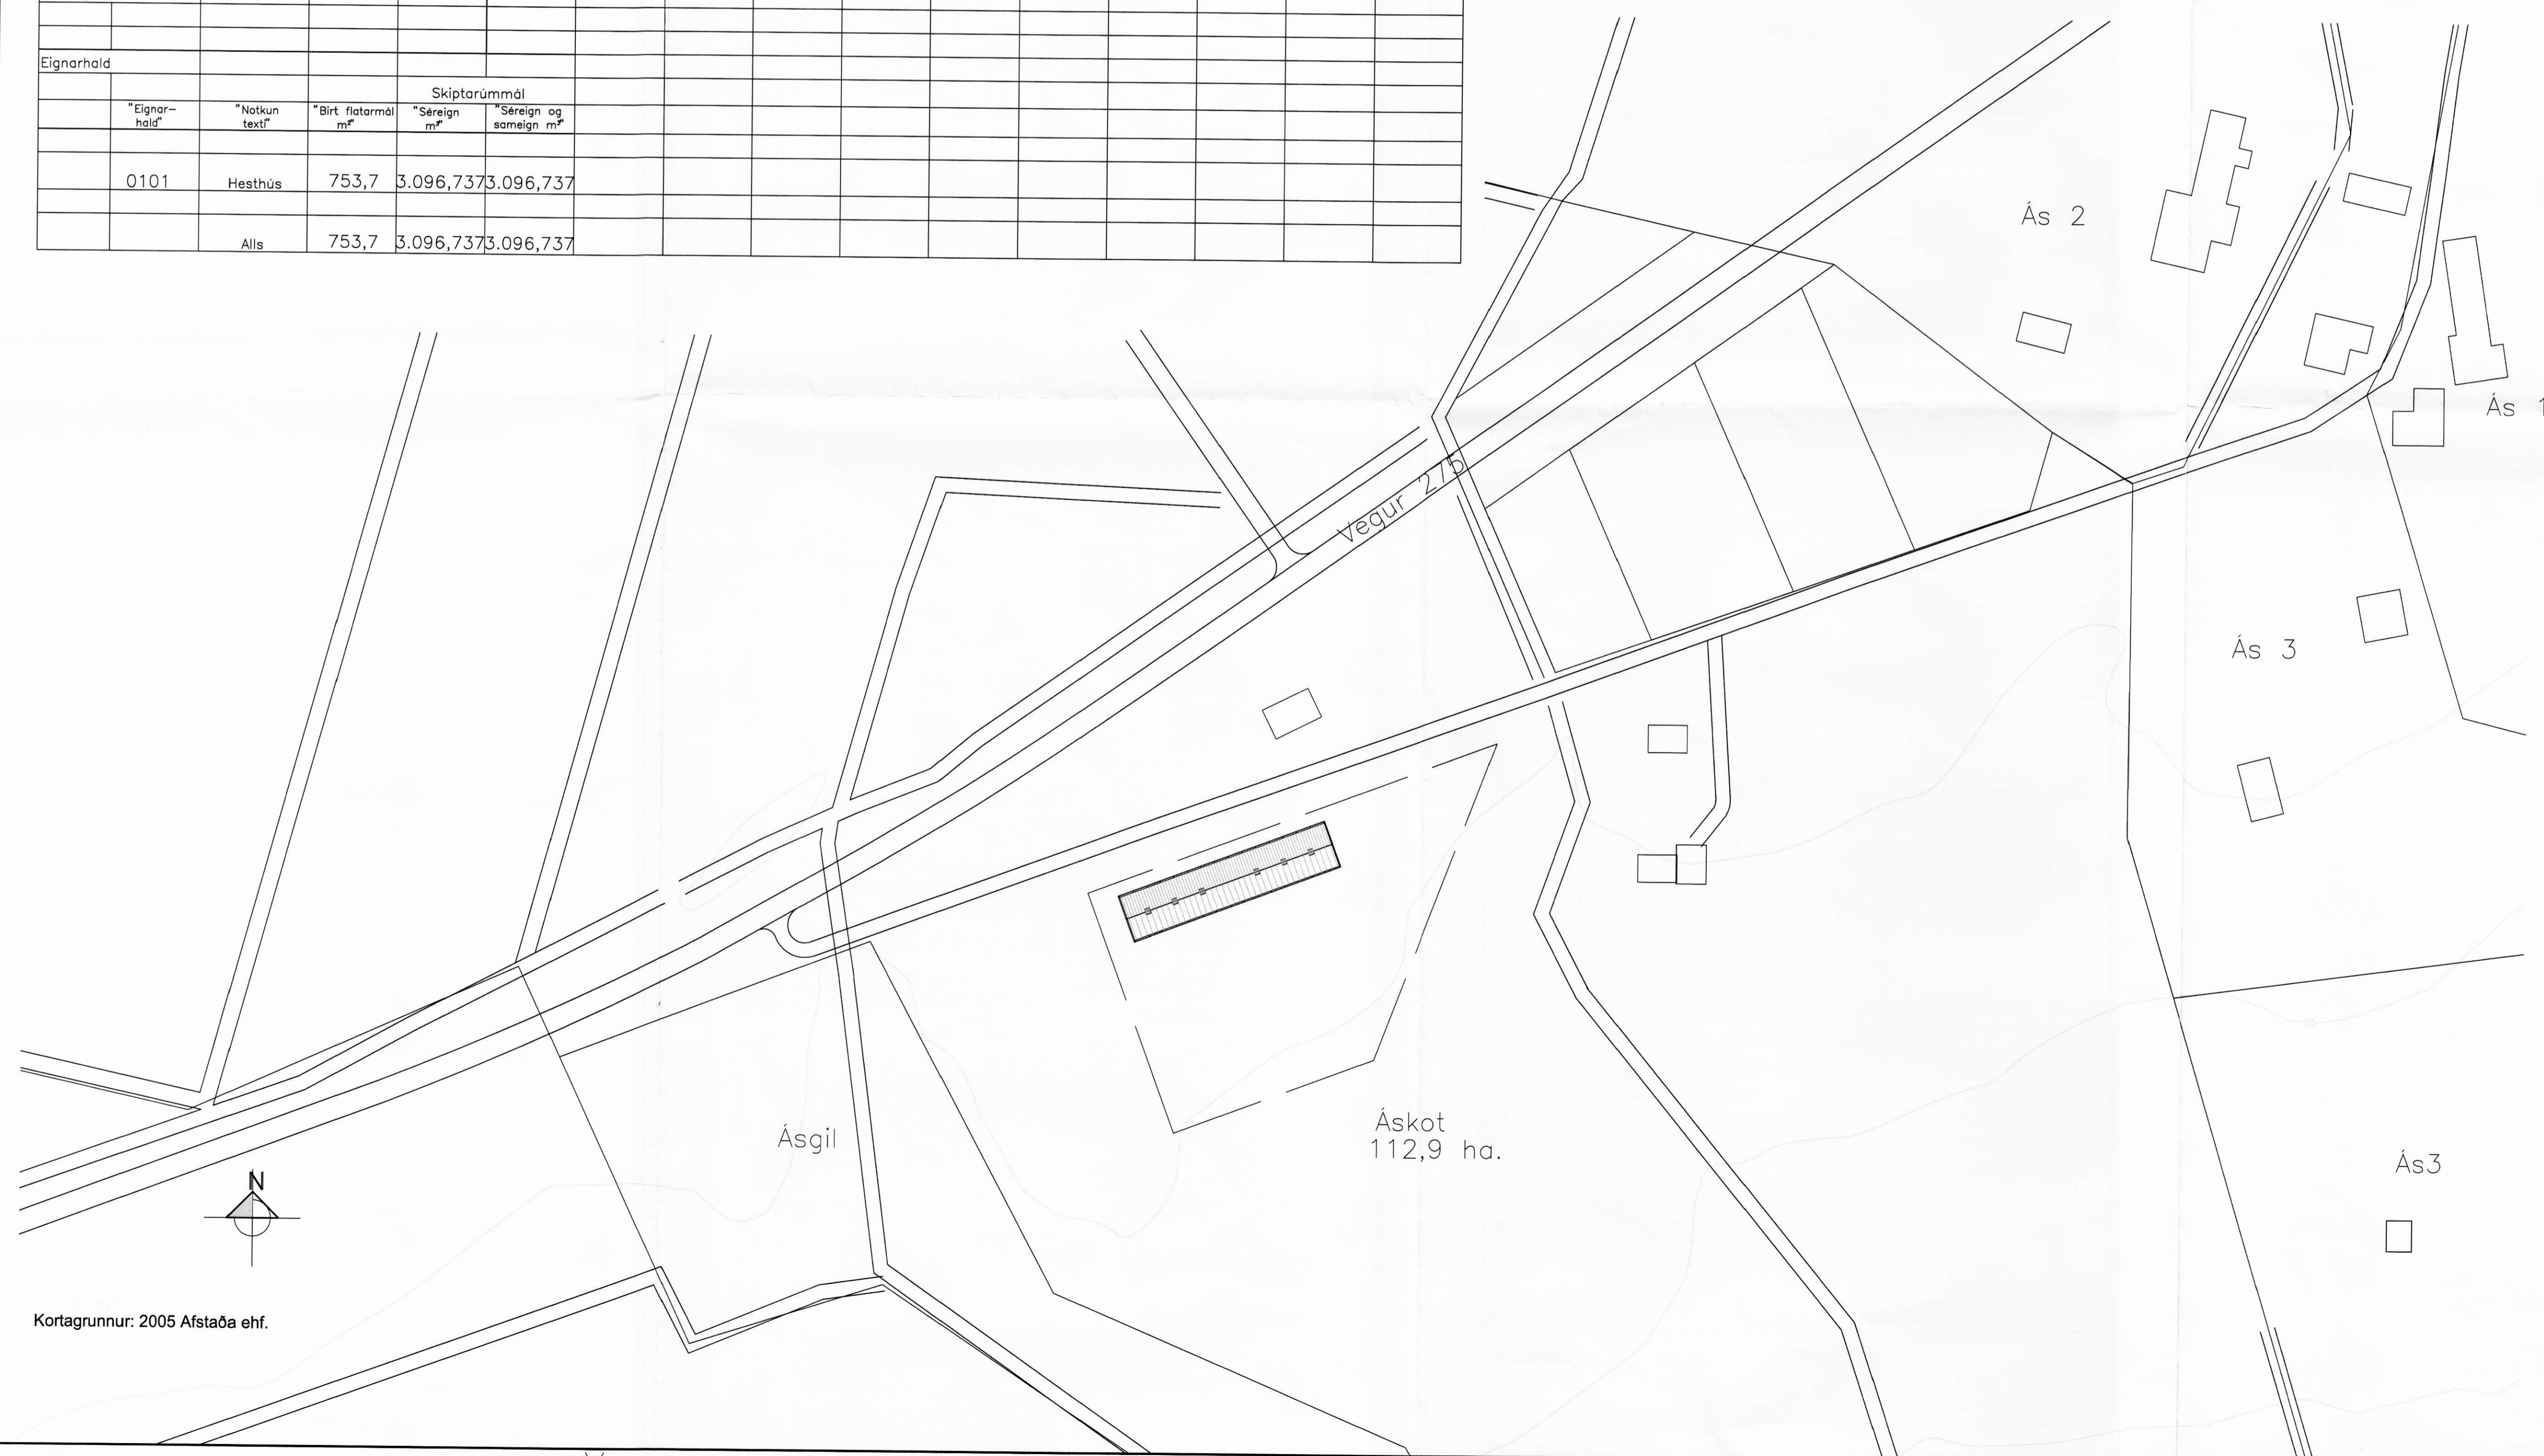 Eignarhald
Skiptarúmmál
"Eignar-
hald"
"Notkun
texti"
"Birt flatarmál
m²"
"Séreign
m³"
"Séreign og
sameign m³"
0101 Hesthús 753,7 3.096,737 3.096,737
Alls 753,7 3.096,737 3.096,737
Ás 2
Ás 1
Vegur 275
Ás 3
Áskot
112,9 ha.
Ásgil
Ás3
N
Kortagrunnur: 2005 Afstaða ehf.